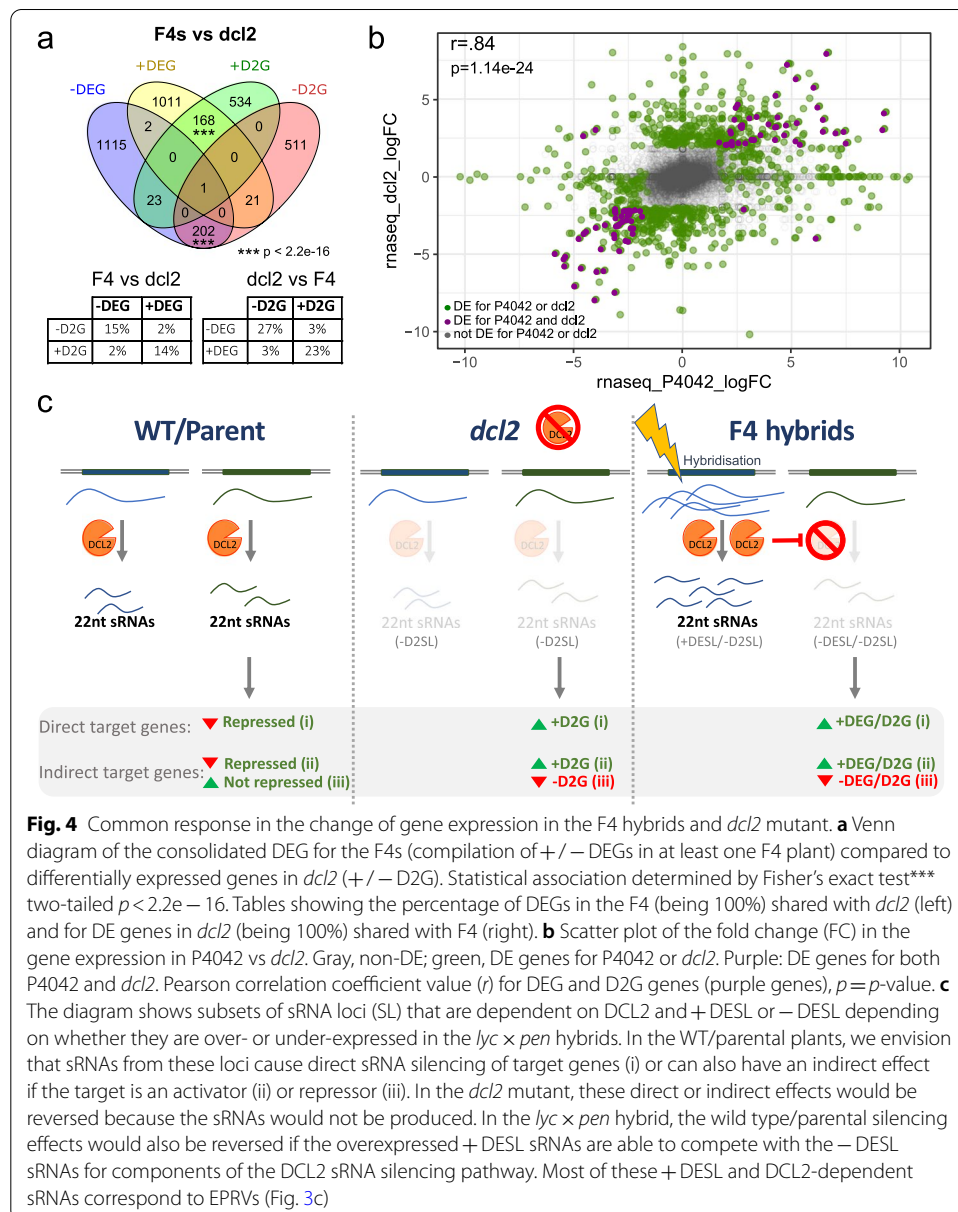 a
F4s vs dcl2
+DEG
+D2G
-DEG
-D2G
1011
534
2
168
***
0
1115
511
0
0
1
23
21
0
0
202
***
*** p < 2.2e-16
F4 vs dcl2
-DEG +DEG
-D2G 15% 2%
+D2G 2% 14%
dcl2 vs F4
-D2G +D2G
-DEG 27% 3%
+DEG 3% 23%
b
r=.84
p=1.14e-24
rnaseq_dcl2_logFC
5
0
−5
−10
DE for P4042 or dcl2
DE for P4042 and dcl2
not DE for P4042 or dcl2
−10 −5 0 5 10
rnaseq_P4042_logFC
c
WT/Parent
dcl2
DCL2
F4 hybrids
Hybridisation
DCL2 DCL2 DCL2 DCL2 DCL2 DCL2
22nt sRNAs 22nt sRNAs 22nt sRNAs 22nt sRNAs 22nt sRNAs 22nt sRNAs
(-D2SL) (-D2SL) (+DESL/-D2SL) (-DESL/-D2SL)
Direct target genes: Repressed (i) +D2G (i) +DEG/D2G (i)
Repressed (ii) +D2G (ii) +DEG/D2G (ii)
Indirect target genes: Not repressed (iii) -D2G (iii) -DEG/D2G (iii)
Fig. 4 Common response in the change of gene expression in the F4 hybrids and dcl2 mutant. a Venn
diagram of the consolidated DEG for the F4s (compilation of + / − DEGs in at least one F4 plant) compared to
differentially expressed genes in dcl2 (+ / − D2G). Statistical association determined by Fisher's exact test***
two-tailed p < 2.2e − 16. Tables showing the percentage of DEGs in the F4 (being 100%) shared with dcl2 (left)
and for DE genes in dcl2 (being 100%) shared with F4 (right). b Scatter plot of the fold change (FC) in the
gene expression in P4042 vs dcl2. Gray, non-DE; green, DE genes for P4042 or dcl2. Purple: DE genes for both
P4042 and dcl2. Pearson correlation coefficient value (r) for DEG and D2G genes (purple genes), p = p-value. c
The diagram shows subsets of sRNA loci (SL) that are dependent on DCL2 and + DESL or − DESL depending
on whether they are over- or under-expressed in the lyc × pen hybrids. In the WT/parental plants, we envision
that sRNAs from these loci cause direct sRNA silencing of target genes (i) or can also have an indirect effect
if the target is an activator (ii) or repressor (iii). In the dcl2 mutant, these direct or indirect effects would be
reversed because the sRNAs would not be produced. In the lyc × pen hybrid, the wild type/parental silencing
effects would also be reversed if the overexpressed + DESL sRNAs are able to compete with the − DESL
sRNAs for components of the DCL2 sRNA silencing pathway. Most of these + DESL and DCL2-dependent
sRNAs correspond to EPRVs (Fig. 3c)